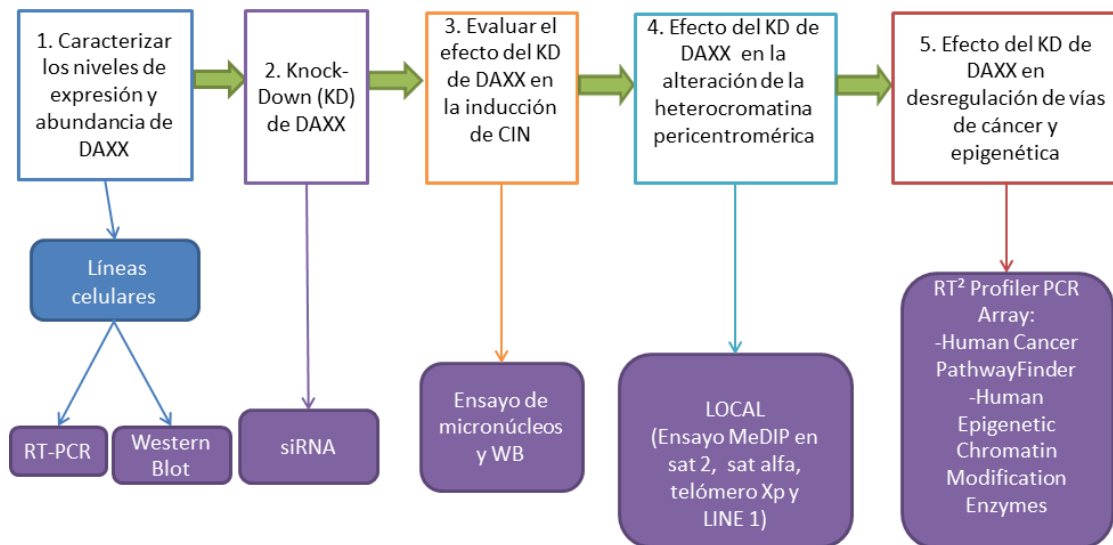 1. Caracterizar
los niveles de
expresión y
abundancia de
DAXX
2. Knock-
Down (KD)
de DAXX
3. Evaluar el
efecto del KD
de DAXX en
la inducción
de CIN
4. Efecto del KD de
DAXX en la
alteración de la
heterocromatina
pericentromérica
5. Efecto del KD de
DAXX en
desregulación de vías
de cáncer y
epigenética
Líneas
celulares
RT-PCR
Western
Blot
siRNA
Ensayo de
micronúcleos
y WB
LOCAL
(Ensayo MeDIP en
sat 2, sat alfa,
telómero Xp y
LINE 1)
RT² Profiler PCR
Array:
-Human Cancer
PathwayFinder
-Human
Epigenetic
Chromatin
Modification
Enzymes